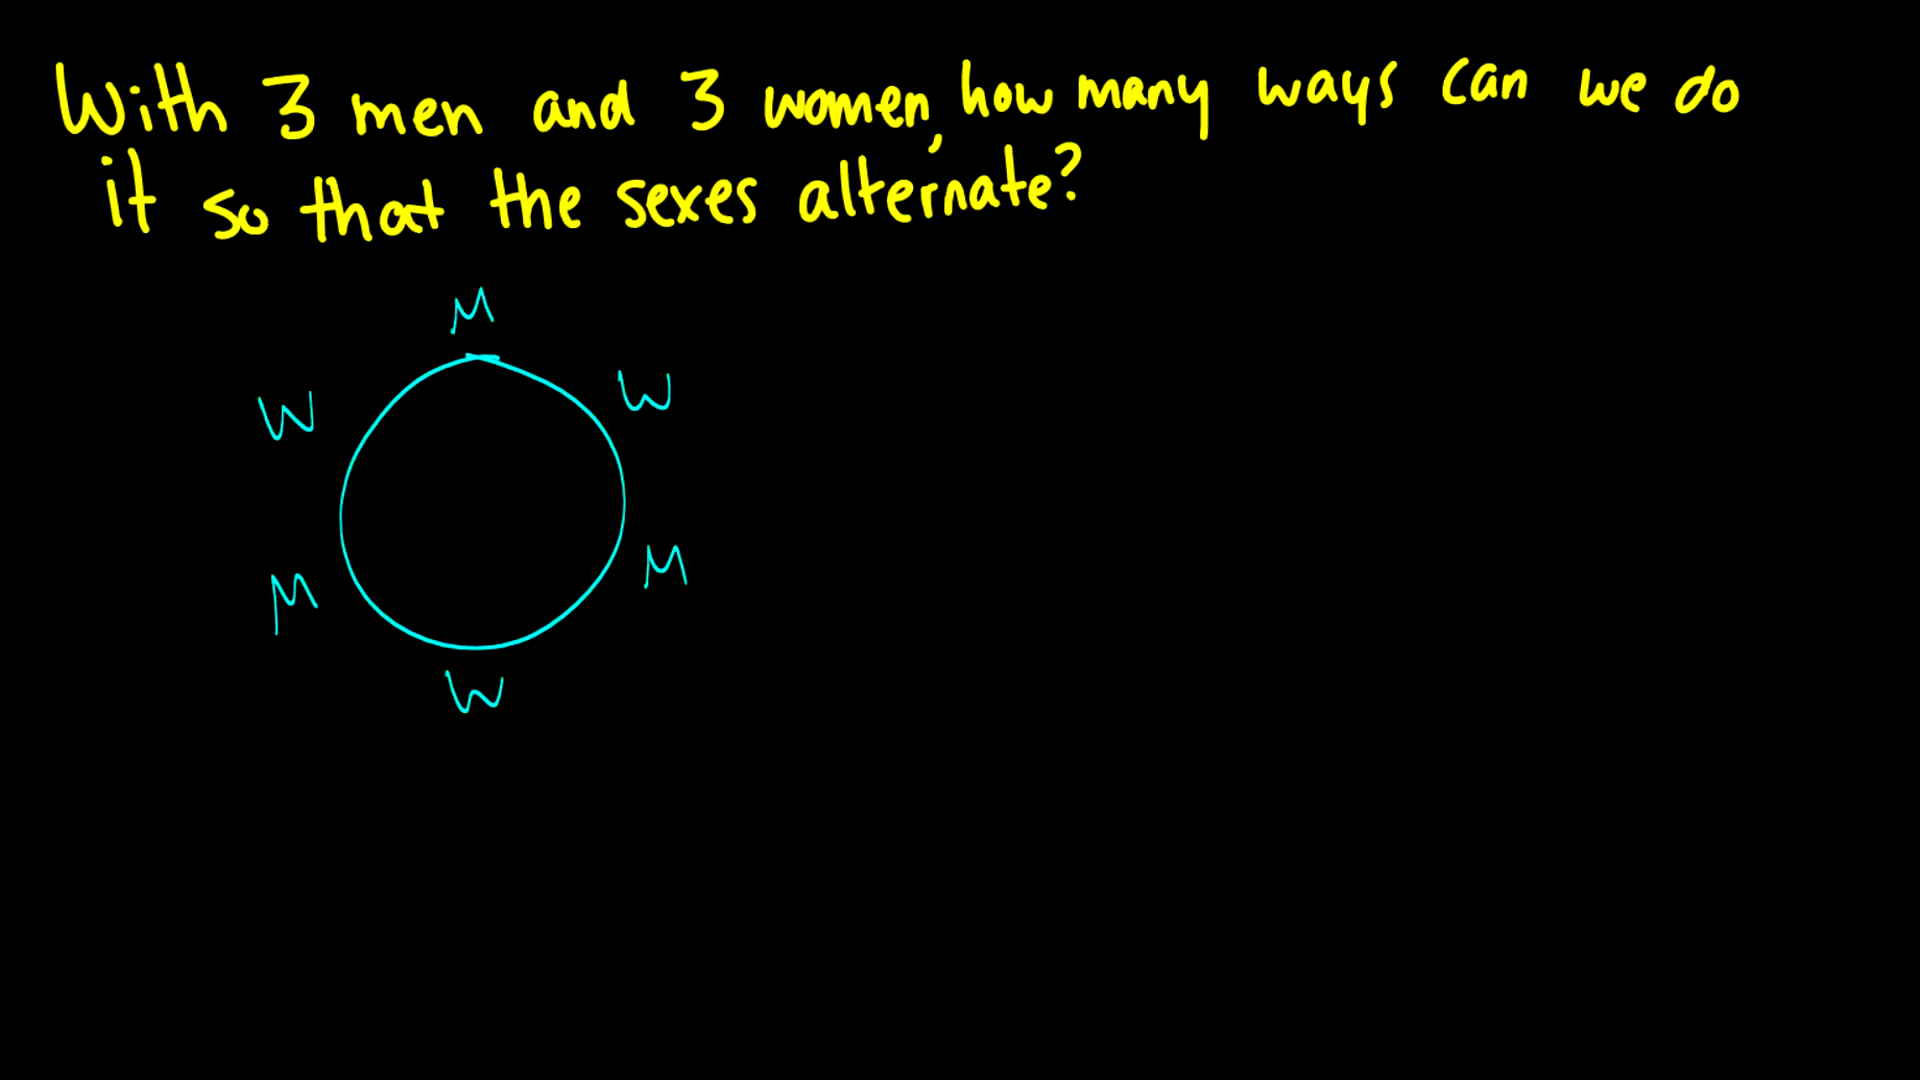 With 3 men and 3 women, how many ways can we do
it so that the sexes alternate?
M
W
W
M
M
W